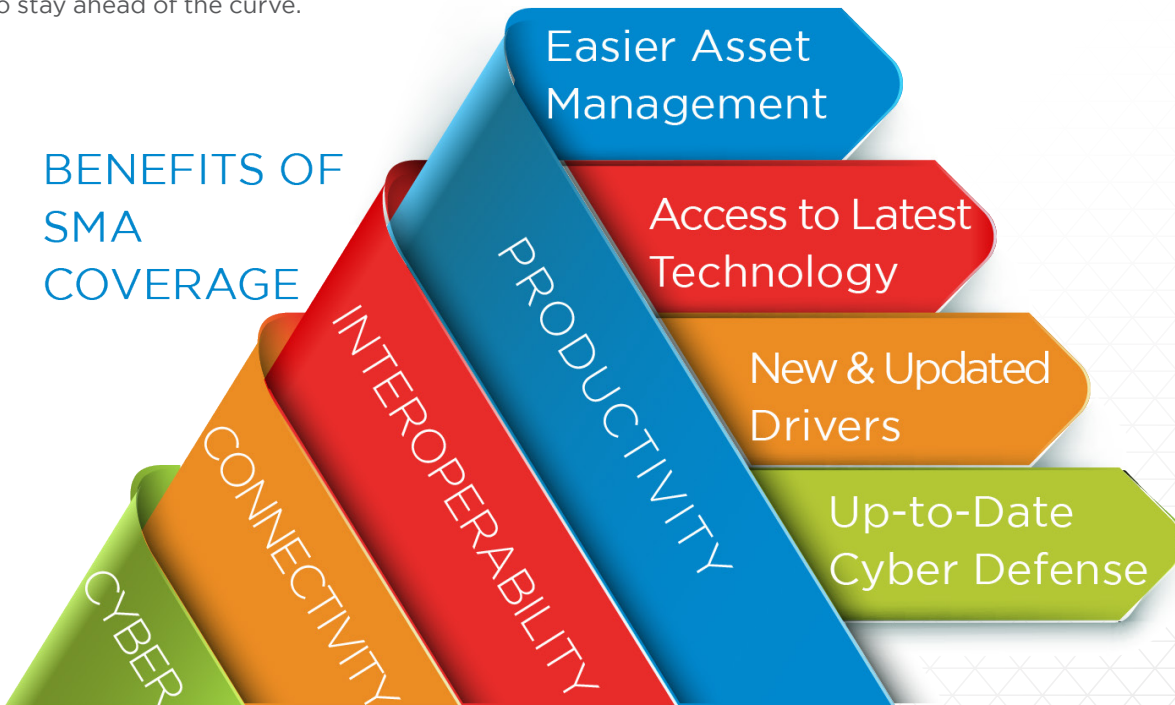 o stay ahead of the curve.
BENEFITS OF
SMA
COVERAGE
Easier Asset
Management
Access to Latest
Technology
New & Updated
Drivers
Up-to-Date
Cyber Defense
PRODUCTIVITY
INTEROPERABILITY
CONNECTIVITY
CYBER